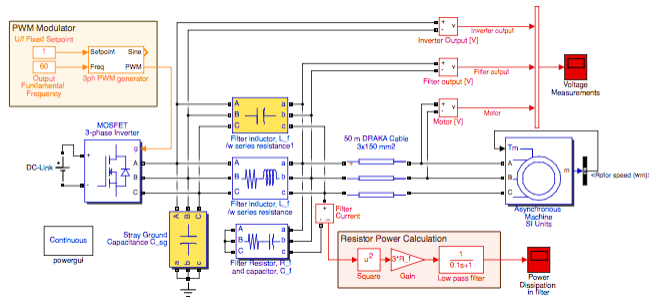 PWM Modulator
U/f Fixed Setpoint
1
Setpoint
Sine
60
Freq
PWM
Output
Fumfamental
Frequency
3ph PWM generator
v
Inverter output
Inverter Output [V]
v
Filter output
Filter output [V]
v
Motor
Motor [V]
Voltage
Measurements
MOSFET
3-phase Inverter
DC-Link
g
A
B
C
A a
B b
C c
Filter inductor, L_f
/w series resistance1
A a
B b
C c
Filter inductor, L_f
/w series resistance
50 m DRAKA Cable
3x150 mm2
Tm
A
B
C
m
<Rotor speed (wm)>
Asynchronous
Machine
SI Units
A B C
Stray Ground
Capacitance C_sg
A a
B b
C c
Filter Resistor, R_f
and capacitor, C_f
Filter
Current
Continuous
powergui
Resistor Power Calculation
u²
Square
3*R_f
Gain
1
0.1s+1
Low pass filter
Power
Dissipation
in filter